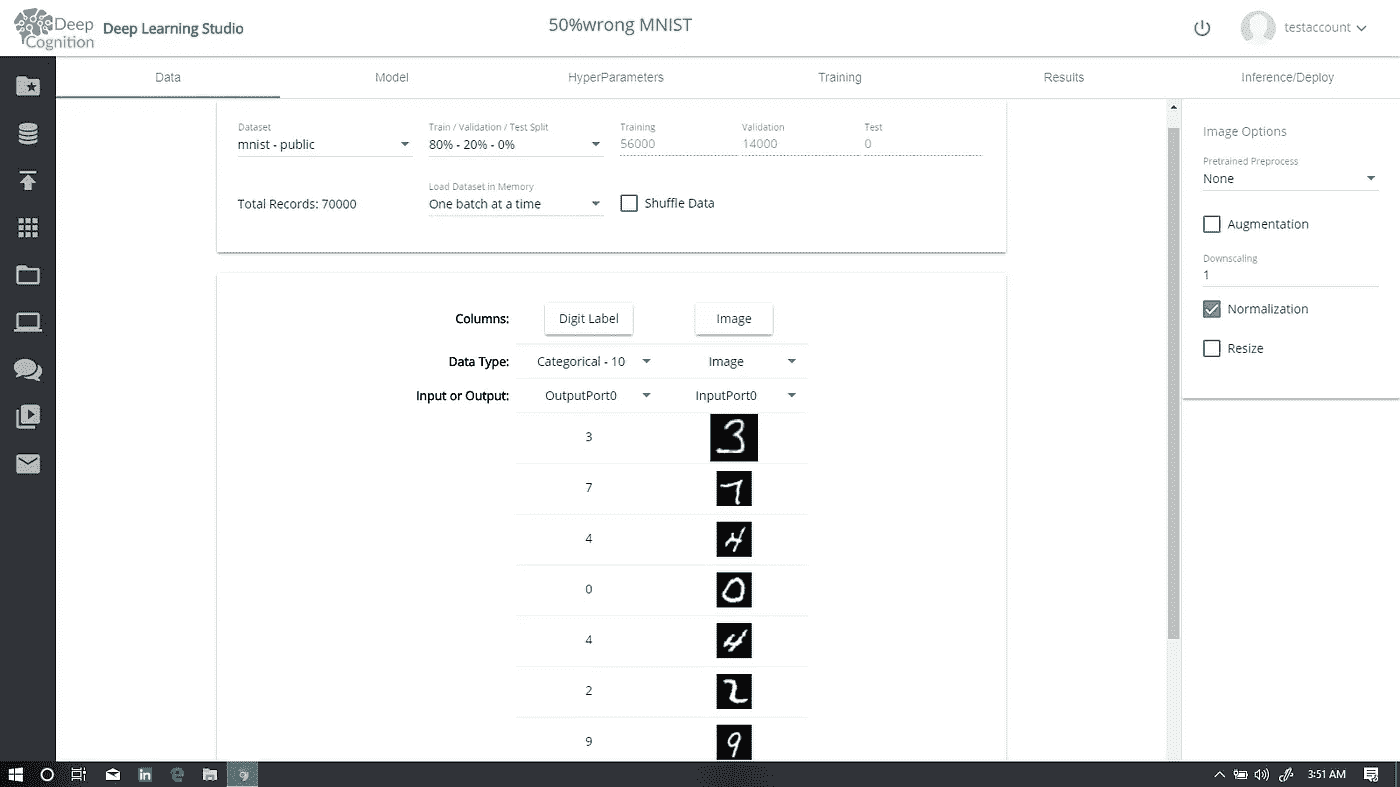 Deep Cognition Deep Learning Studio 50%wrong MNIST testaccount
Data Model HyperParameters Training Results Inference/Deploy
Dataset Train / Validation / Test Split Training Validation Test
mnist - public 80% - 20% - 0% 56000 14000 0
Load Dataset in Memory
Total Records: 70000 One batch at a time Shuffle Data
Columns: Digit Label Image
Data Type: Categorical - 10 Image
Input or Output: OutputPort0 InputPort0
3 3
7 7
4 4
0 0
4 4
2 2
9 9
Image Options
Pretrained Preprocess
None
Augmentation
Downscaling
1
Normalization
Resize
in 3:51 AM